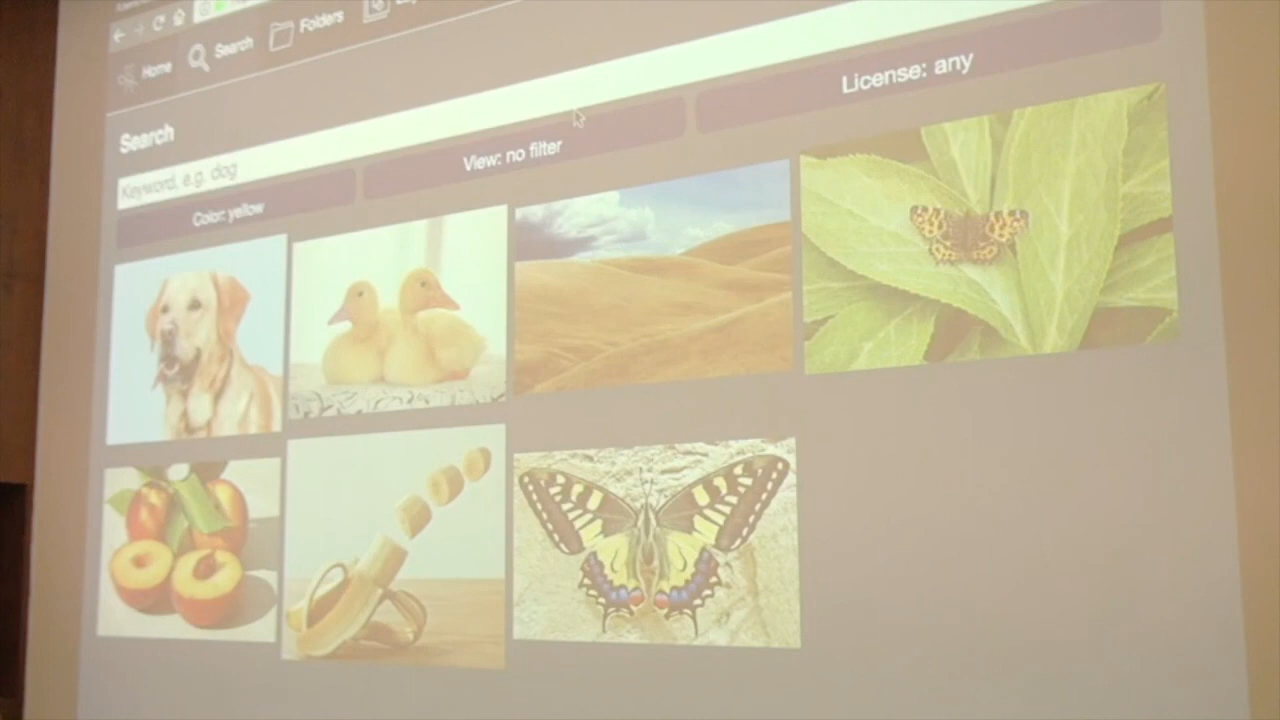 Home
Search
Folders
Search
Keyword, e.g. dog
Color: yellow
View: no filter
License: any